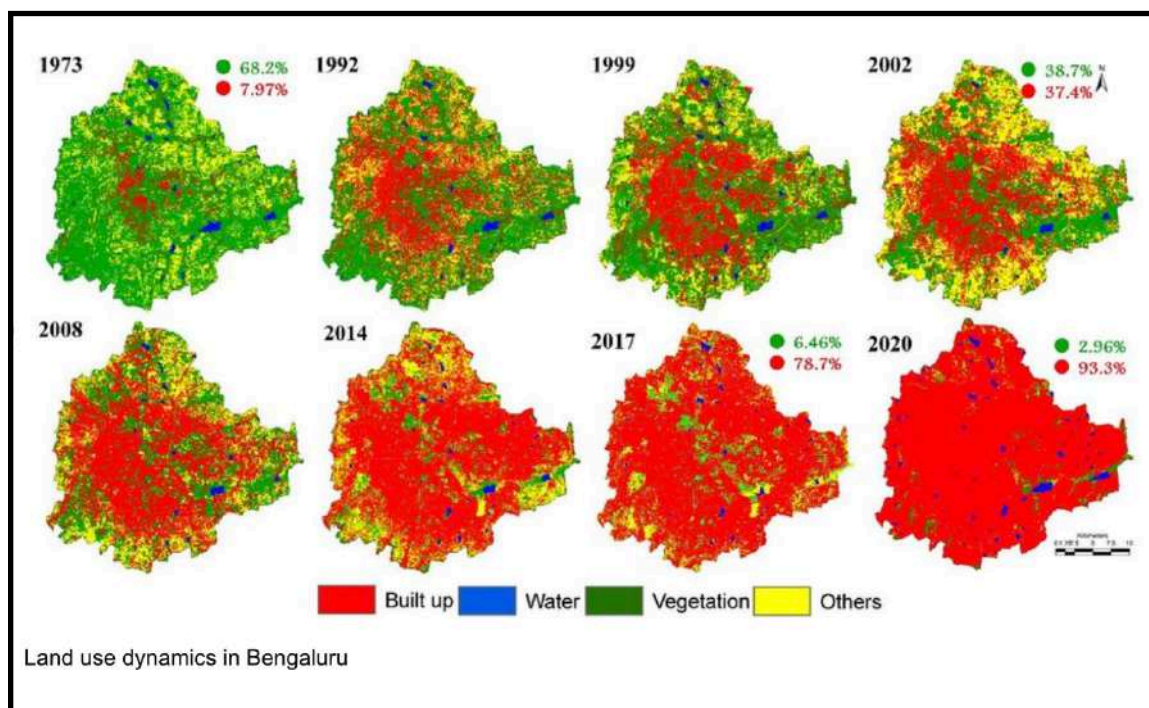 1973
68.2%
7.97%
1992
1999
2002
38.7%
37.4%
N
2008
2014
2017
6.46%
78.7%
2020
2.96%
93.3%
Kilometers
Built up
Water
Vegetation
Others
Land use dynamics in Bengaluru